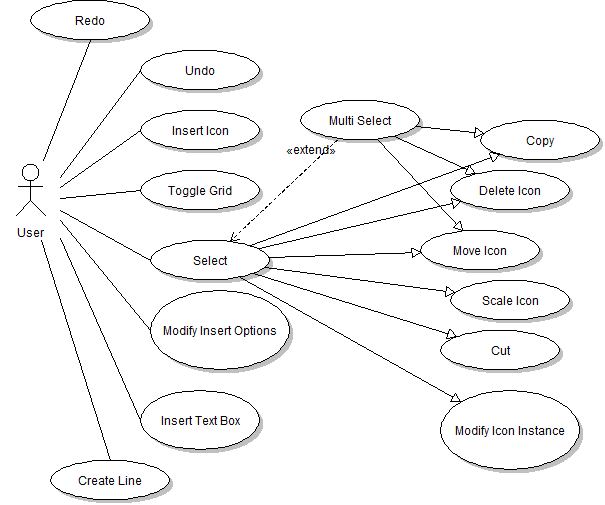 Redo
Undo
Multi Select
Insert Icon
Copy
«extend»
Toggle Grid
Delete Icon
User
Select
Move Icon
Scale Icon
Modify Insert Options
Cut
Insert Text Box
Modify Icon Instance
Create Line